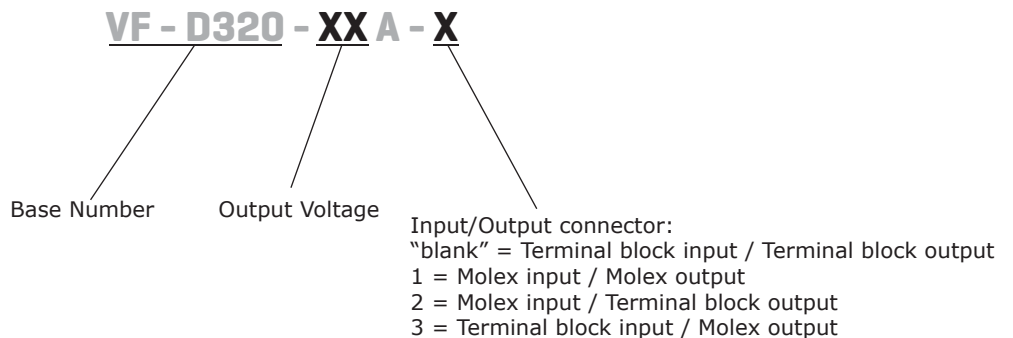 VF - D320 - XX A - X
Base Number
Output Voltage
Input/Output connector:
“blank” = Terminal block input / Terminal block output
1 = Molex input / Molex output
2 = Molex input / Terminal block output
3 = Terminal block input / Molex output